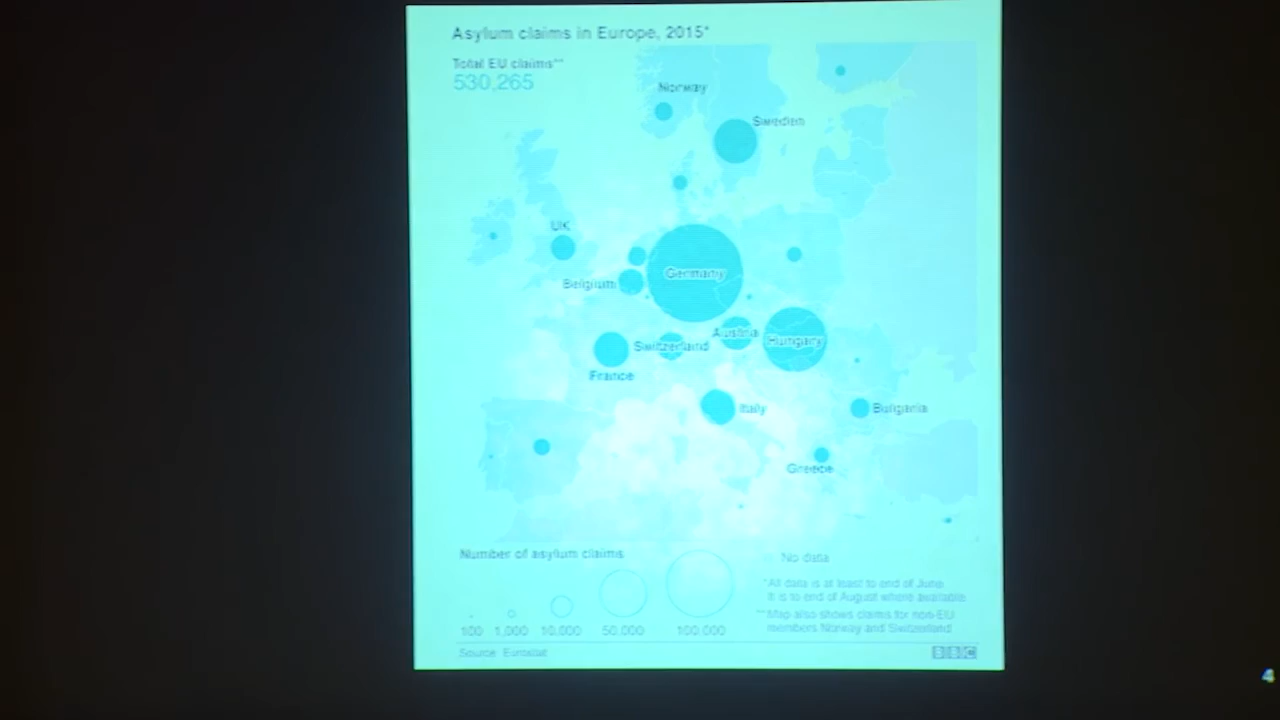 Asylum claims in Europe, 2015*
Total EU claims**
530,265
Norway
Sweden
UK
Germany
Belgium
Austria
Hungary
Switzerland
France
Italy
Bulgaria
Greece
Number of asylum claims
100 1,000 10,000 50,000 100,000
No data
*All data is at least to end of June.
It is to end of August where available
**Map also shows claims for non-EU
members Norway and Switzerland
Source: Eurostat
BBC
4